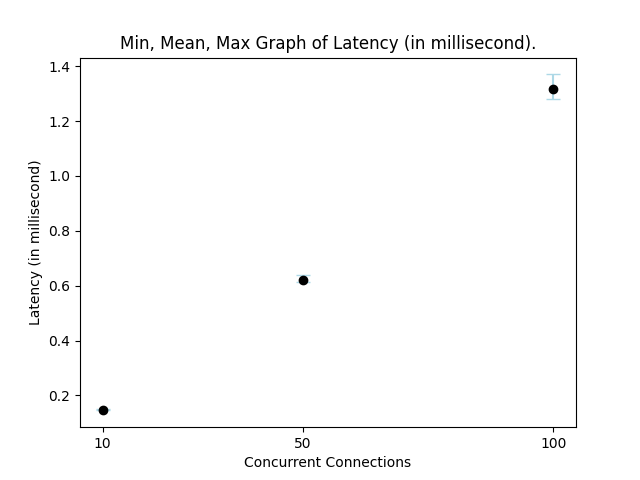 Min, Mean, Max Graph of Latency (in millisecond).
1.4
1.2
1.0
0.8
0.6
0.4
0.2
Latency (in millisecond)
10 50 100
Concurrent Connections